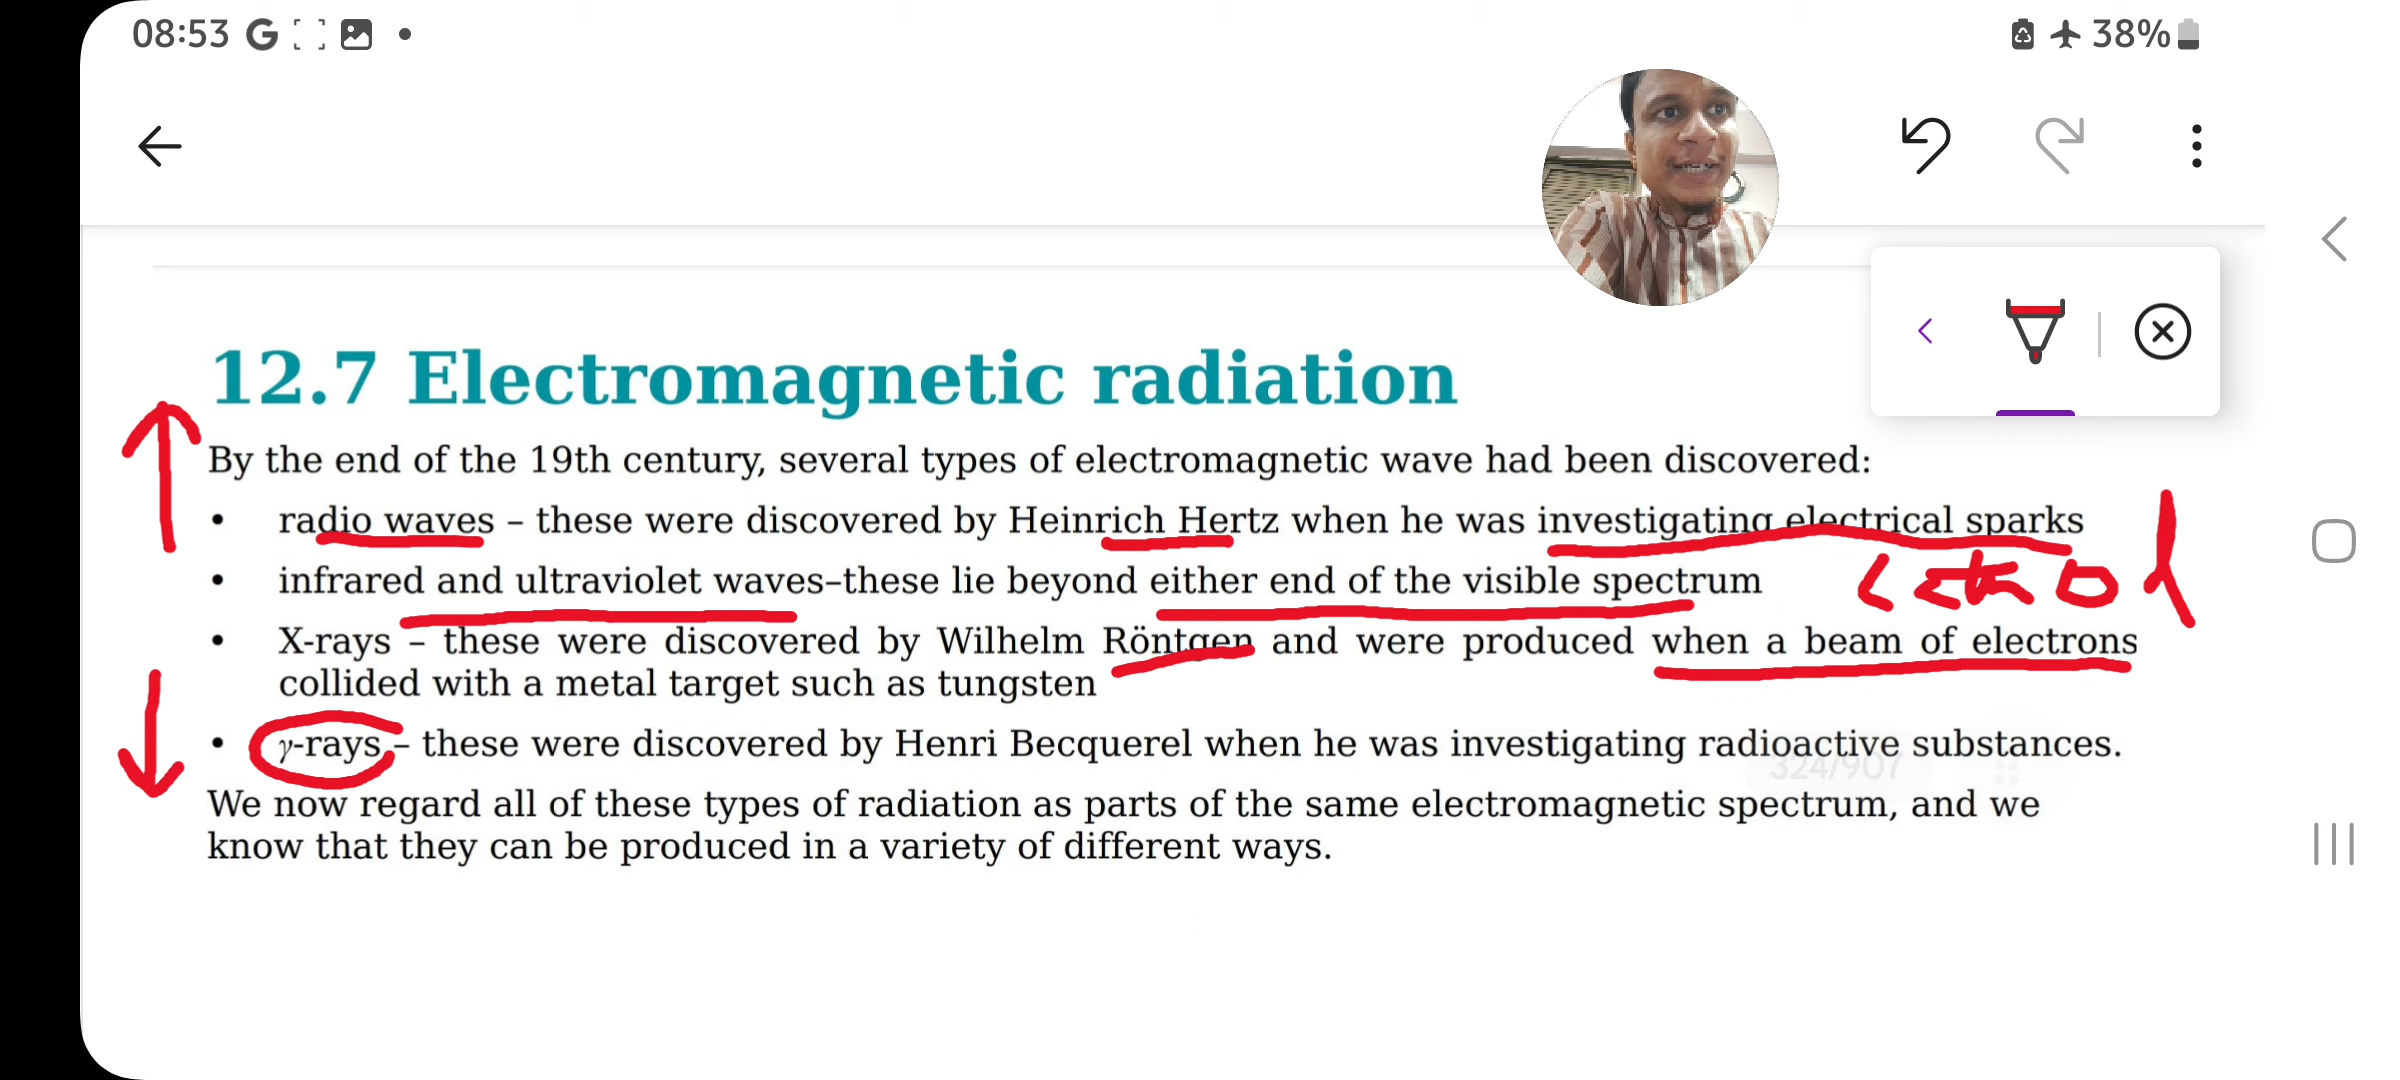 08:53
38%
12.7 Electromagnetic radiation
By the end of the 19th century, several types of electromagnetic wave had been discovered:
• radio waves – these were discovered by Heinrich Hertz when he was investigating electrical sparks
• infrared and ultraviolet waves–these lie beyond either end of the visible spectrum
• X-rays – these were discovered by Wilhelm Röntgen and were produced when a beam of electrons
collided with a metal target such as tungsten
• γ-rays – these were discovered by Henri Becquerel when he was investigating radioactive substances.
324/907
We now regard all of these types of radiation as parts of the same electromagnetic spectrum, and we
know that they can be produced in a variety of different ways.